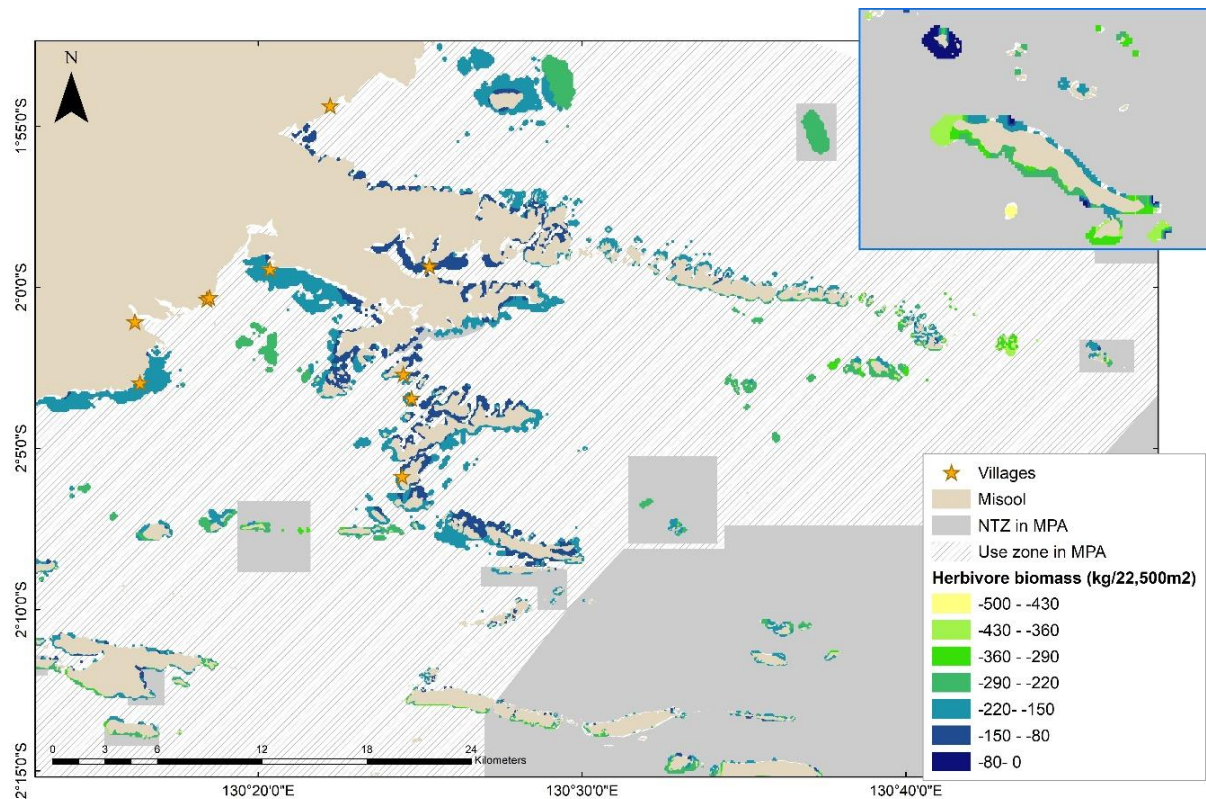 N
1°55'0"S
2°0'0"S
2°5'0"S
2°10'0"S
2°15'0"S
Villages
Misool
NTZ in MPA
Use zone in MPA
Herbivore biomass (kg/22,500m2)
-500 - -430
-430 - -360
-360 - -290
-290 - -220
-220- -150
-150 - -80
-80- 0
0 3 6 12 18 24
Kilometers
130°20'0"E 130°30'0"E 130°40'0"E